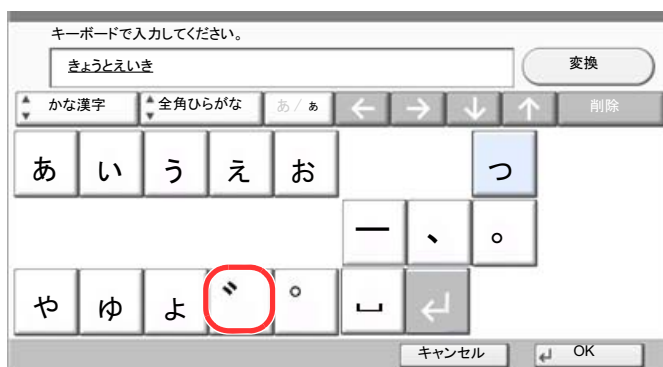 キーボードで入力してください。
きょうとえいき
変換
かな漢字 全角ひらがな あ/ぁ ← → ↓ ↑ 削除
あ い う え お っ
ー 、 。
や ゆ よ ゛ ゜ ␣ ↵
キャンセル ↵ OK